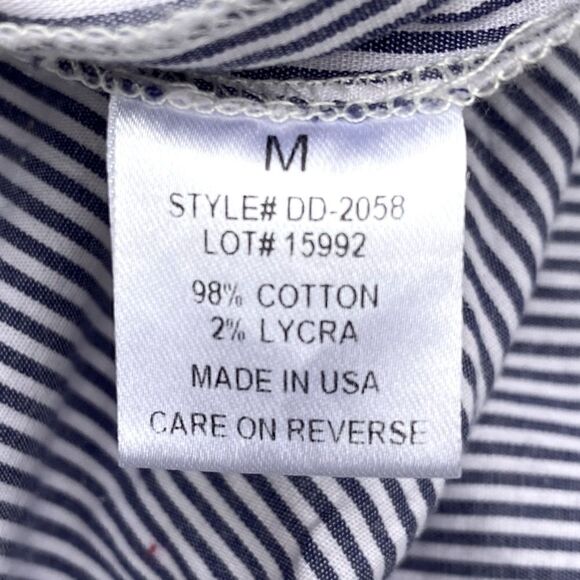 M
STYLE# DD-2058
LOT# 15992
98% COTTON
2% LYCRA
MADE IN USA
CARE ON REVERSE